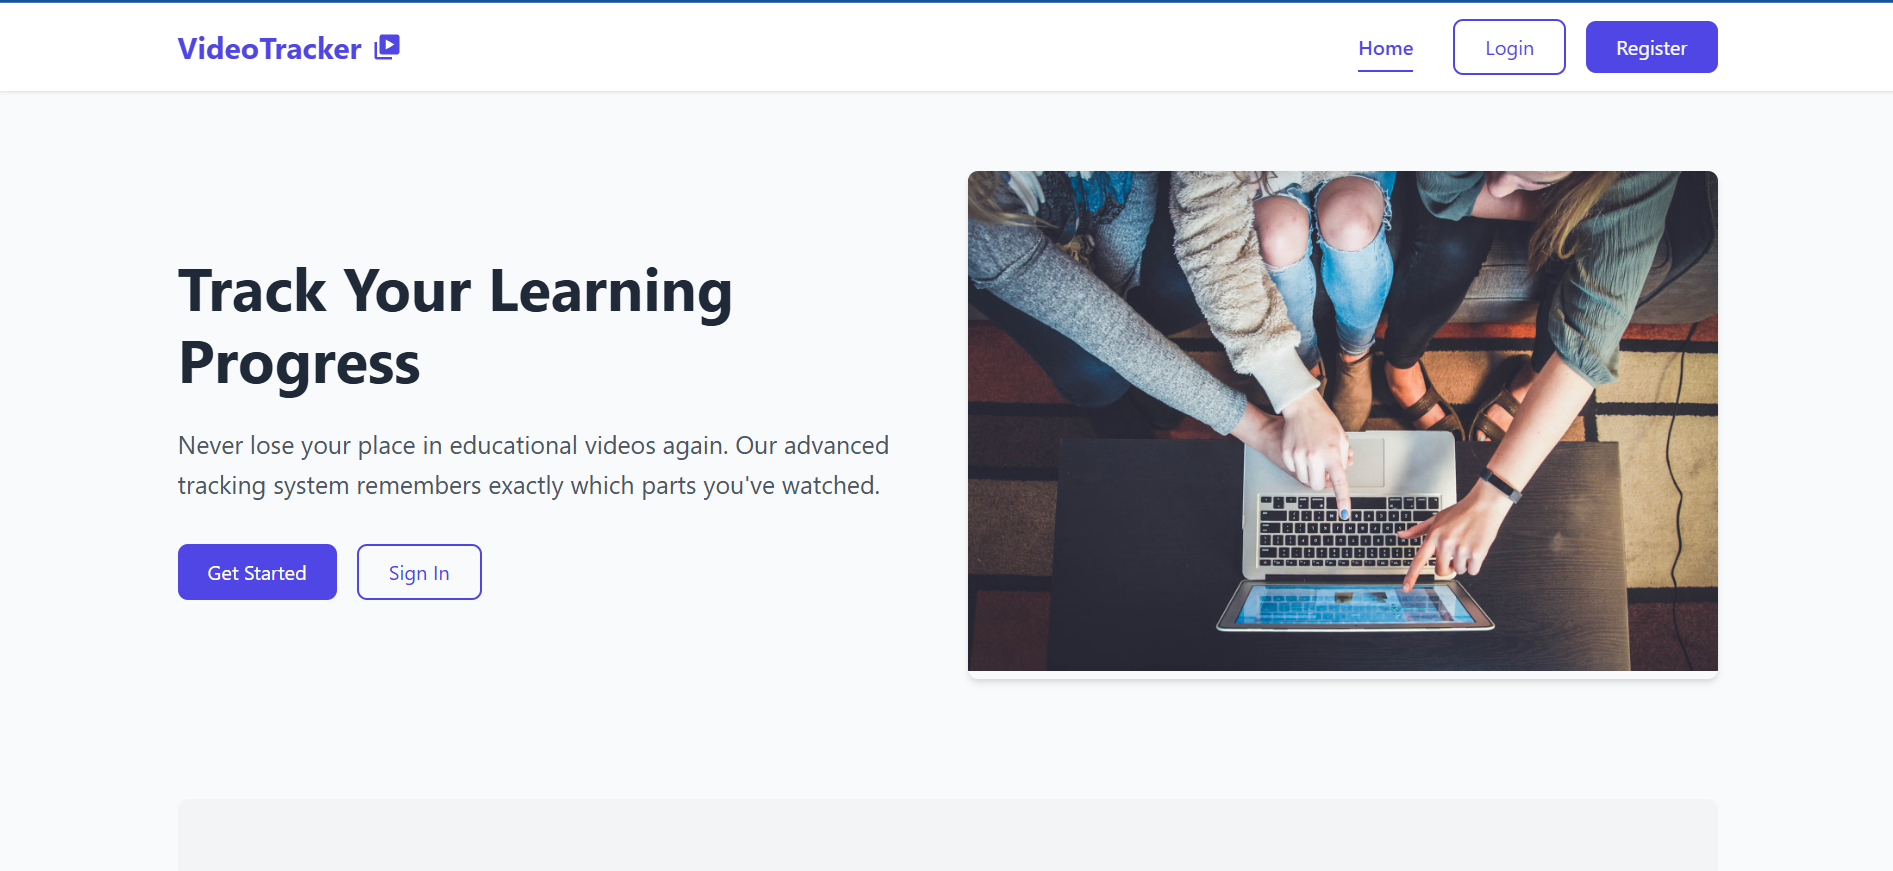 VideoTracker
Home
Login
Register
Track Your Learning
Progress
Never lose your place in educational videos again. Our advanced
tracking system remembers exactly which parts you've watched.
Get Started
Sign In